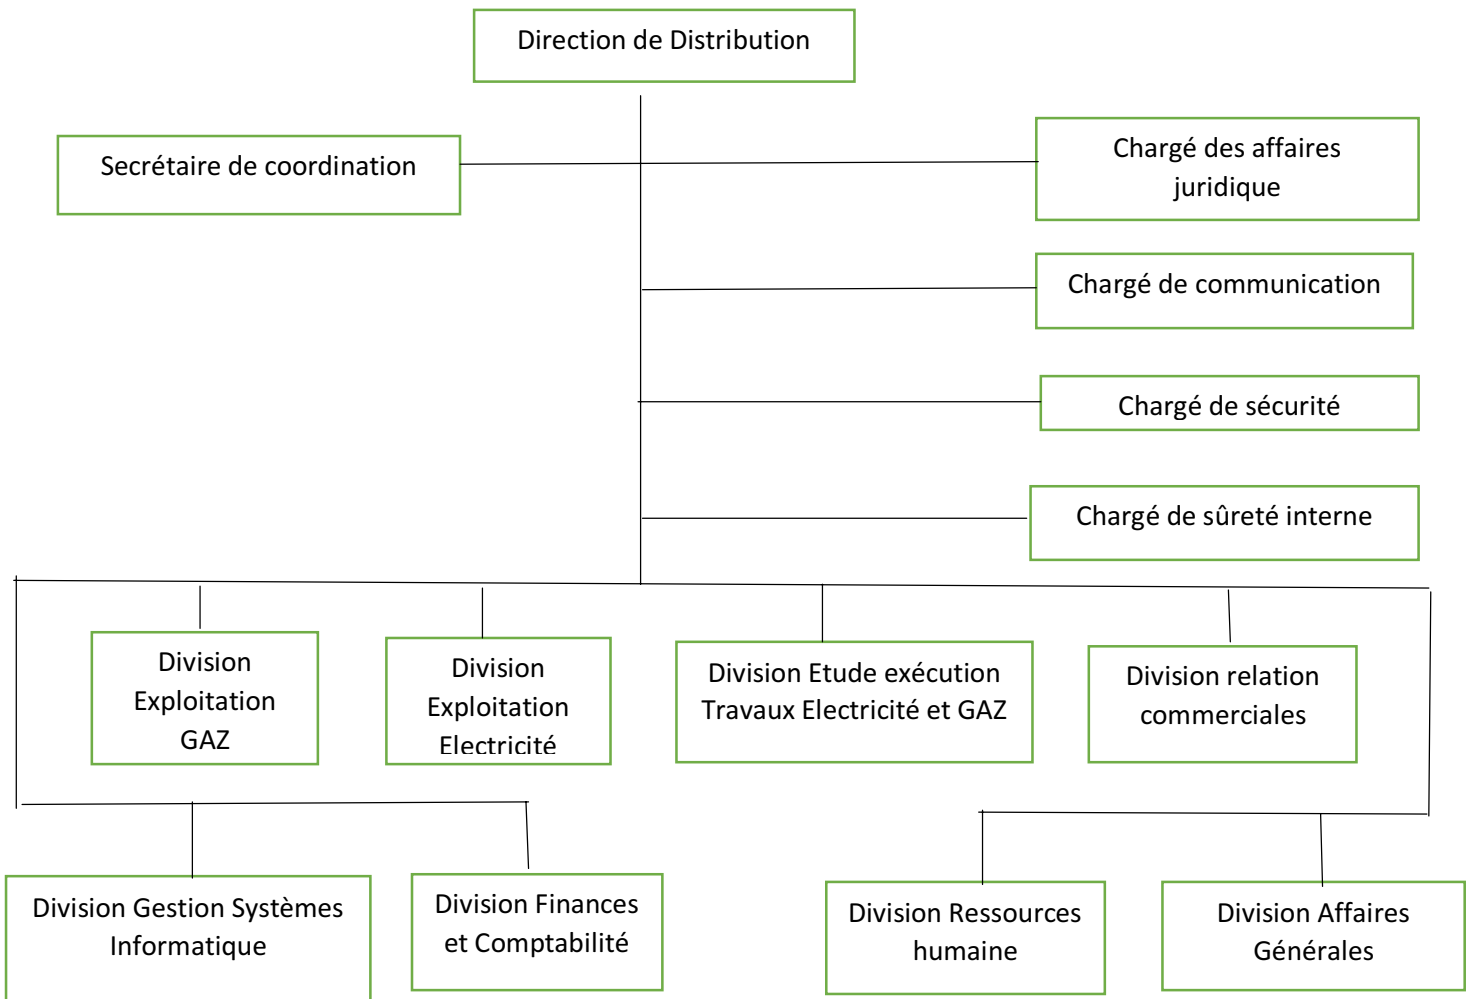 Direction de Distribution
Secrétaire de coordination
Chargé des affaires
juridique
Chargé de communication
Chargé de sécurité
Chargé de sûreté interne
Division
Exploitation
GAZ
Division
Exploitation
Electricité
Division Etude exécution
Travaux Electricité et GAZ
Division relation
commerciales
Division Gestion Systèmes
Informatique
Division Finances
et Comptabilité
Division Ressources
humaine
Division Affaires
Générales